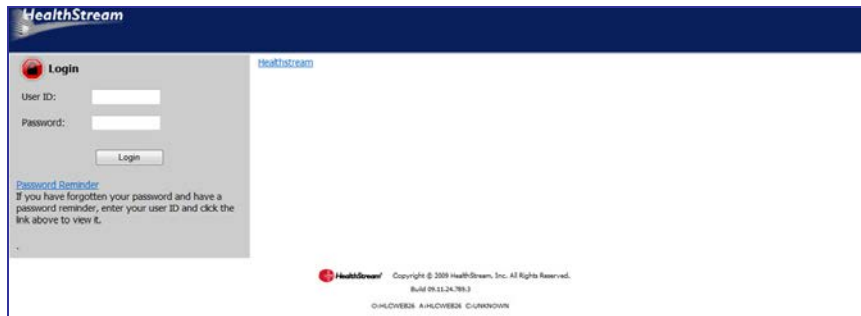 HealthStream
Login
Healthstream
User ID:
Password:
Login
Password Reminder
If you have forgotten your password and have a
password reminder, enter your user ID and click the
link above to view it.
.
HealthStream Copyright © 2009 HealthStream, Inc. All Rights Reserved.
Build 09.11.24.789.3
O:HLCWEB26 A:HLCWEB26 C:UNKNOWN